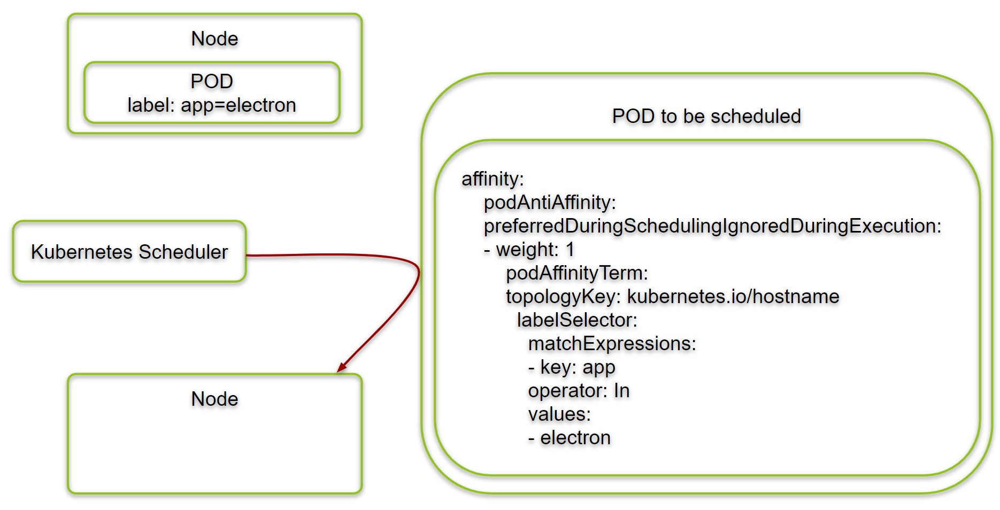 Node
POD
label: app=electron
POD to be scheduled
affinity:
podAntiAffinity:
preferredDuringSchedulingIgnoredDuringExecution:
- weight: 1
podAffinityTerm:
topologyKey: kubernetes.io/hostname
labelSelector:
matchExpressions:
- key: app
operator: In
values:
- electron
Kubernetes Scheduler
Node